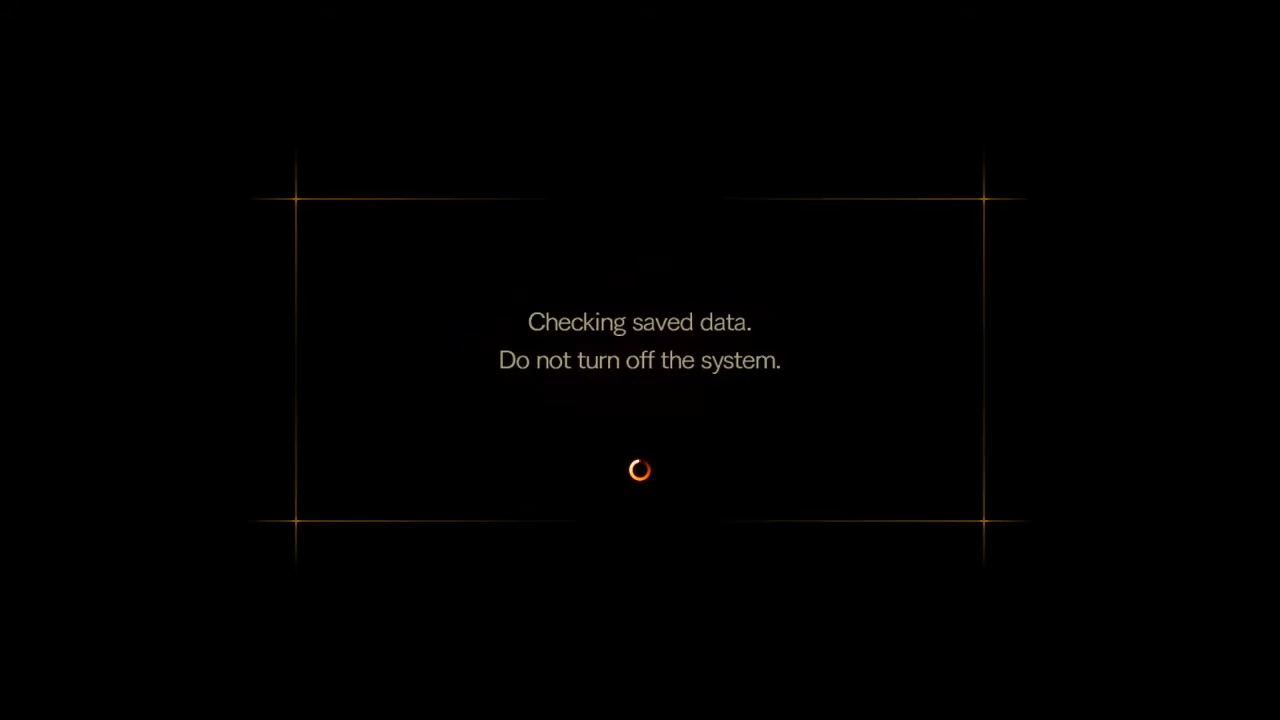 Checking saved data.
Do not turn off the system.